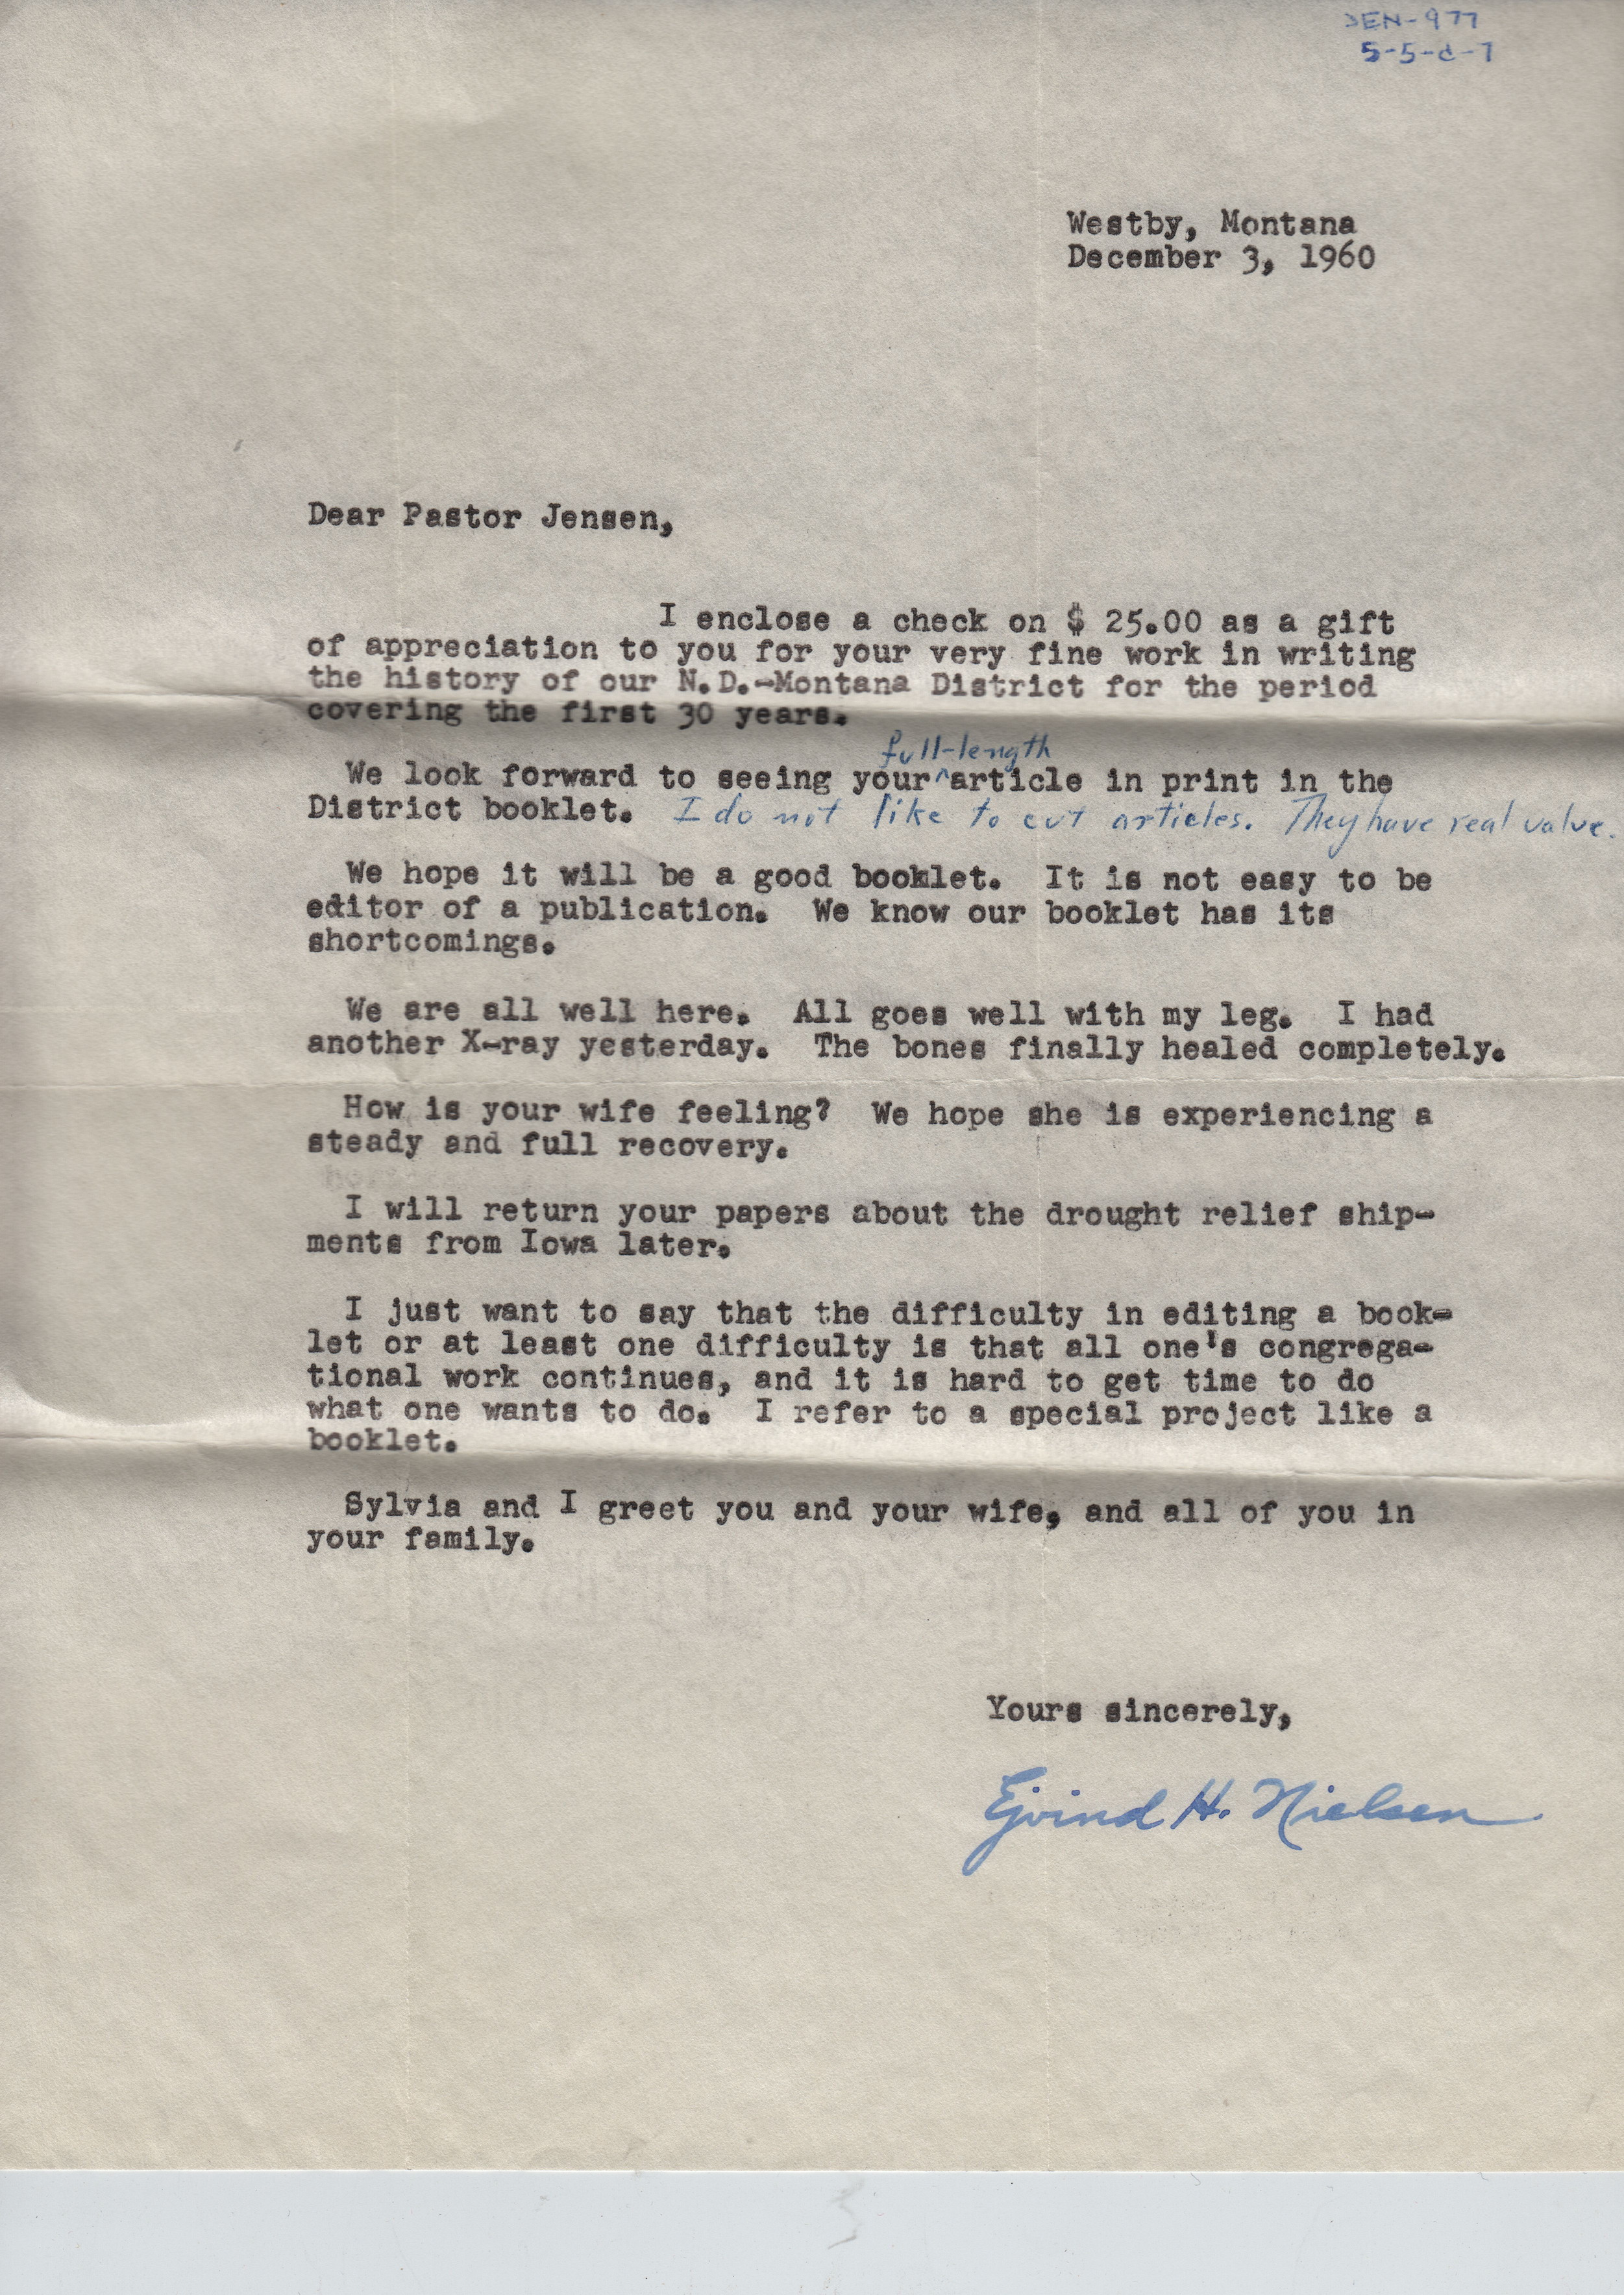 DEN-977
5-5-d-7
Westby, Montana
December 3, 1960
Dear Pastor Jensen,
I enclose a check on $ 25.00 as a gift
of appreciation to you for your very fine work in writing
the history of our N.D.-Montana District for the period
covering the first 30 years.
full-length
We look forward to seeing your^article in print in the
District booklet. I do not like to cut articles. They have real value.
We hope it will be a good booklet. It is not easy to be
editor of a publication. We know our booklet has its
shortcomings.
We are all well here. All goes well with my leg. I had
another X-ray yesterday. The bones finally healed completely.
How is your wife feeling? We hope she is experiencing a
steady and full recovery.
I will return your papers about the drought relief ship-
ments from Iowa later.
I just want to say that the difficulty in editing a book-
let or at least one difficulty is that all one's congrega-
tional work continues, and it is hard to get time to do
what one wants to do. I refer to a special project like a
booklet.
Sylvia and I greet you and your wife, and all of you in
your family.
Yours sincerely,
Ejvind H. Nielsen